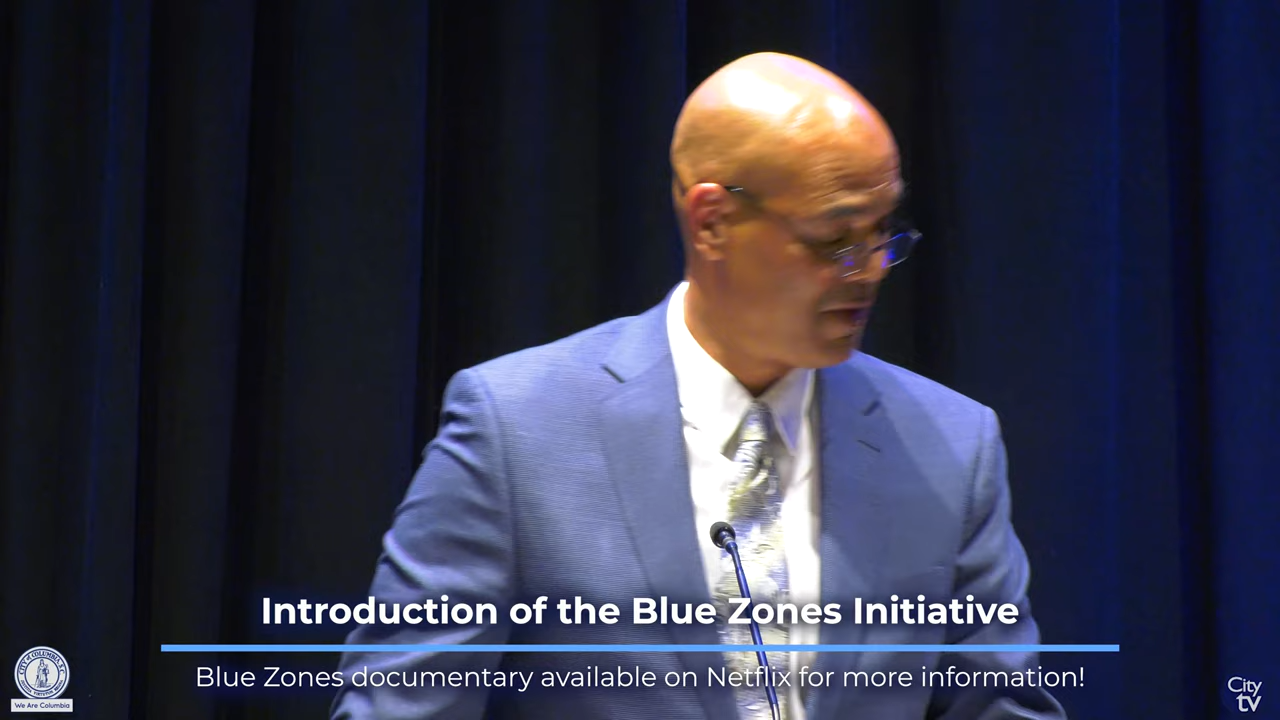 Introduction of the Blue Zones Initiative
Blue Zones documentary available on Netflix for more information!
We Are Columbia
City
tv